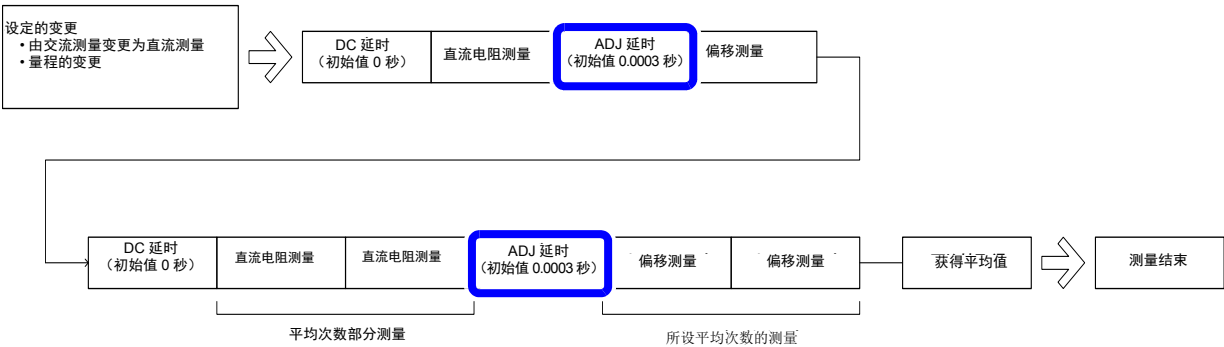 设定的变更
• 由交流测量变更为直流测量
• 量程的变更
DC 延时
（初始值 0 秒）
直流电阻测量
ADJ 延时
（初始值 0.0003 秒）
偏移测量
DC 延时
（初始值 0 秒）
直流电阻测量
直流电阻测量
ADJ 延时
（初始值 0.0003 秒）
偏移测量
偏移测量
获得平均值
测量结束
平均次数部分测量
所设平均次数的测量